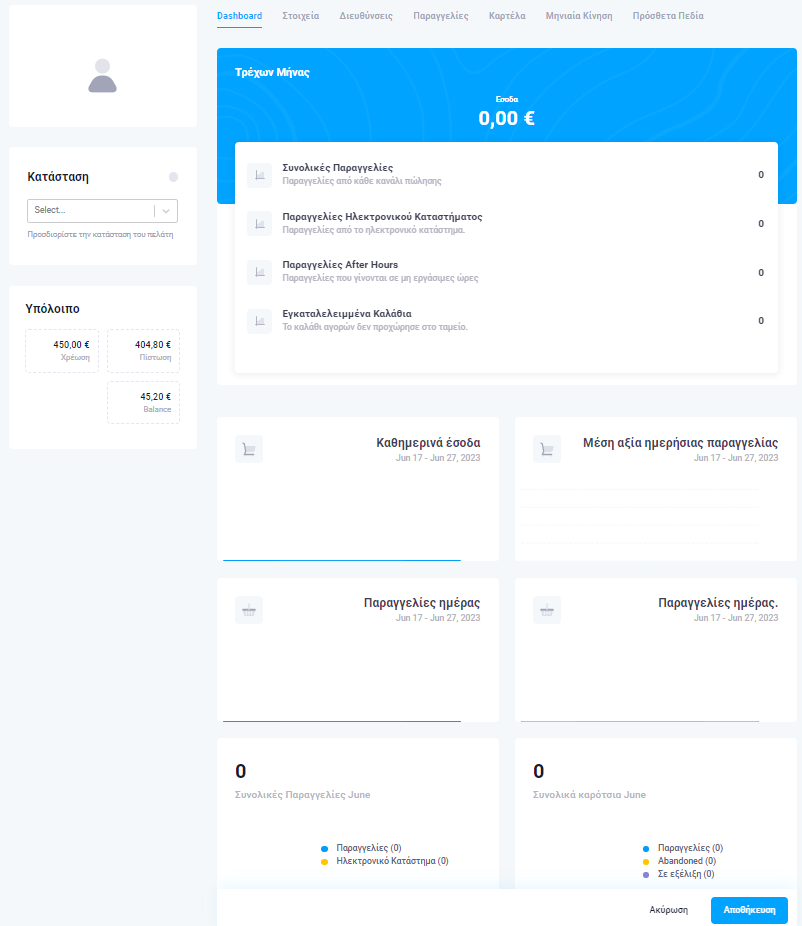 Dashboard Στοιχεία Διευθύνσεις Παραγγελίες Καρτέλα Μηνιαία Κίνηση Πρόσθετα Πεδία
Κατάσταση
Select...
Προσδιορίστε την κατάσταση του πελάτη
Υπόλοιπο
450,00 €
Χρέωση
404,80 €
Πίστωση
45,20 €
Balance
Τρέχων Μήνας
Εσοδα
0,00 €
Συνολικές Παραγγελίες
Παραγγελίες από κάθε κανάλι πώλησης
0
Παραγγελίες Ηλεκτρονικού Καταστήματος
Παραγγελίες από το ηλεκτρονικό κατάστημα.
0
Παραγγελίες After Hours
Παραγγελίες που γίνονται σε μη εργάσιμες ώρες
0
Εγκαταλελειμμένα Καλάθια
Το καλάθι αγορών δεν προχώρησε στο ταμείο.
0
Καθημερινά έσοδα
Jun 17 - Jun 27, 2023
Μέση αξία ημερήσιας παραγγελίας
Jun 17 - Jun 27, 2023
Παραγγελίες ημέρας
Jun 17 - Jun 27, 2023
Παραγγελίες ημέρας.
Jun 17 - Jun 27, 2023
0
Συνολικές Παραγγελίες June
Παραγγελίες (0)
Ηλεκτρονικό Κατάστημα (0)
0
Συνολικά καρότσια June
Παραγγελίες (0)
Abandoned (0)
Σε εξέλιξη (0)
Ακύρωση
Αποθήκευση